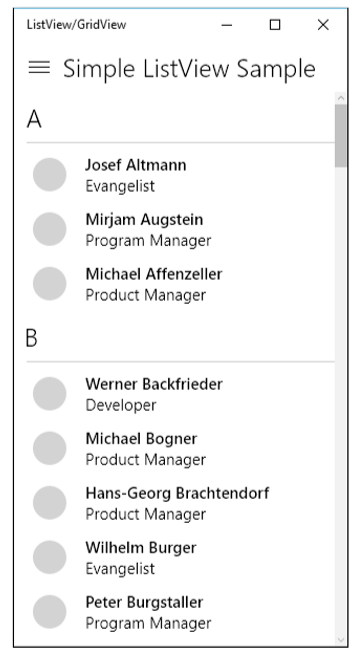 ListView/GridView
Simple ListView Sample
A
Josef Altmann
Evangelist
Mirjam Augstein
Program Manager
Michael Affenzeller
Product Manager
B
Werner Backfrieder
Developer
Michael Bogner
Product Manager
Hans-Georg Brachtendorf
Product Manager
Wilhelm Burger
Evangelist
Peter Burgstaller
Program Manager